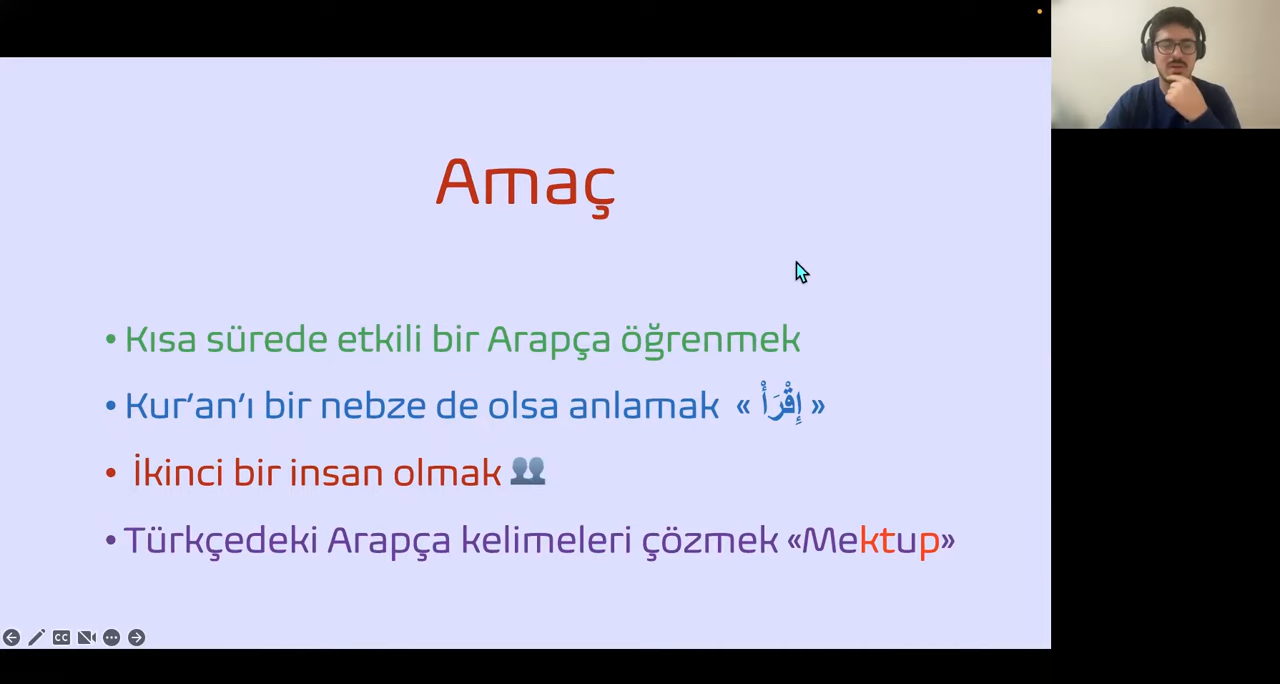 Amaç
• Kısa sürede etkili bir Arapça öğrenmek
• Kur’an’ı bir nebze de olsa anlamak « إِقْرَأْ »
• İkinci bir insan olmak 👥
• Türkçedeki Arapça kelimeleri çözmek «Mektup»
CC